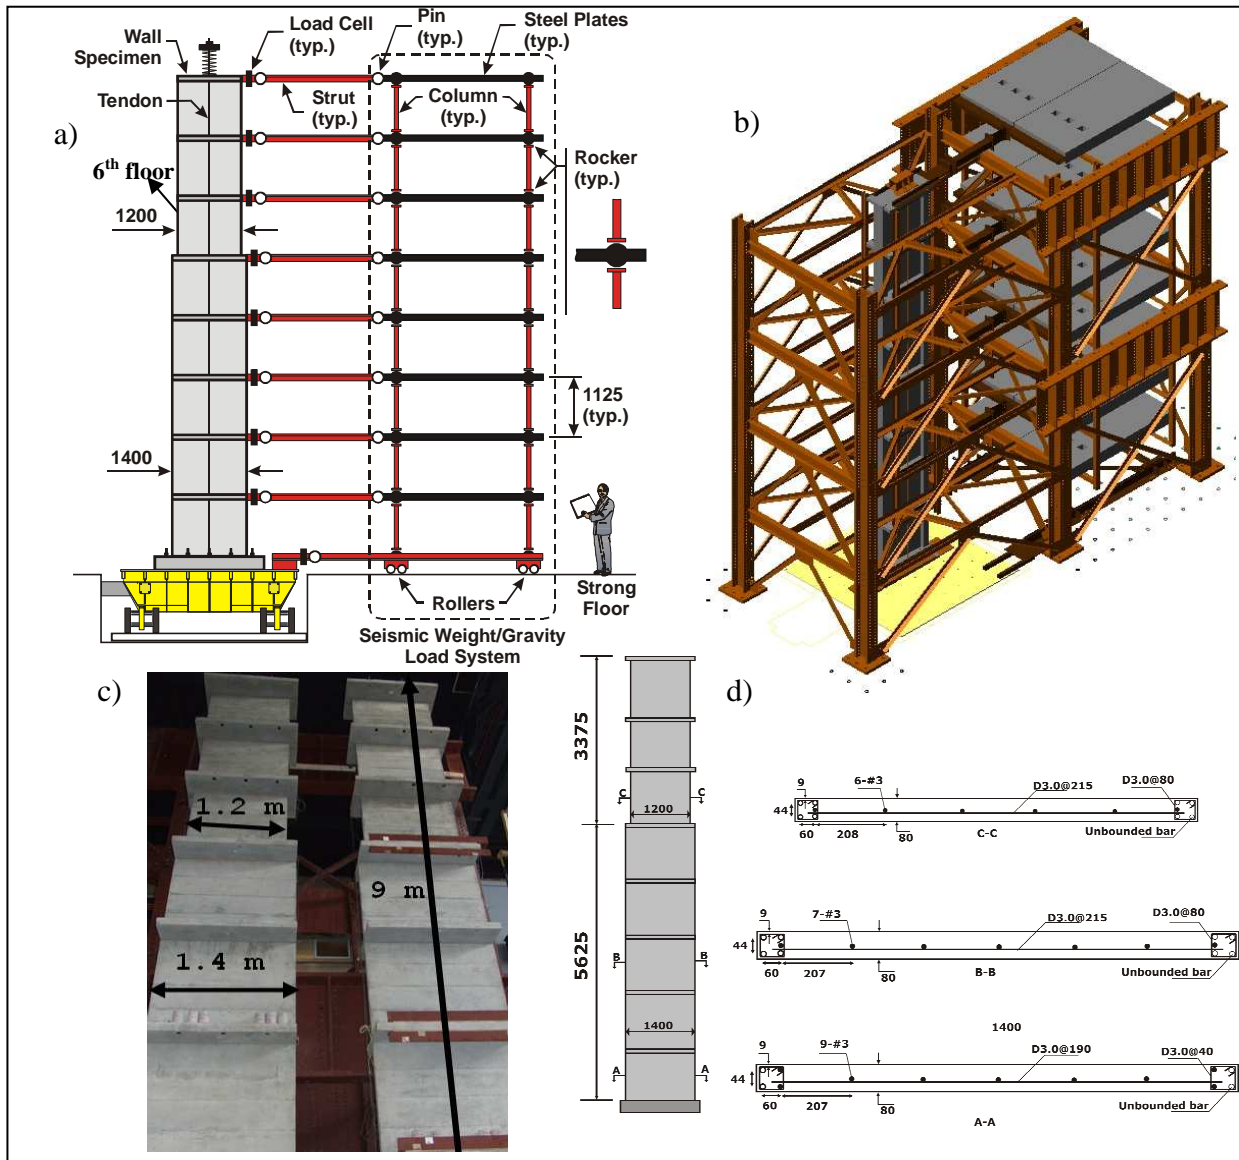 a)
Wall
Specimen
Load Cell
(typ.)
Pin
(typ.)
Steel Plates
(typ.)
Tendon
Strut
(typ.)
Column
(typ.)
6th floor
Rocker
(typ.)
1200
1125
(typ.)
1400
Rollers
Strong
Floor
Seismic Weight/Gravity
Load System
b)
c)
1.2 m
1.4 m
9 m
d)
3375
5625
C
C
1200
B
B
1400
A
A
9
6-#3
D3.0@215
D3.0@80
44
60
208
80
C-C
Unbounded bar
9
7-#3
D3.0@215
D3.0@80
44
60
207
80
B-B
Unbounded bar
1400
9
9-#3
D3.0@190
D3.0@40
44
60
207
80
A-A
Unbounded bar